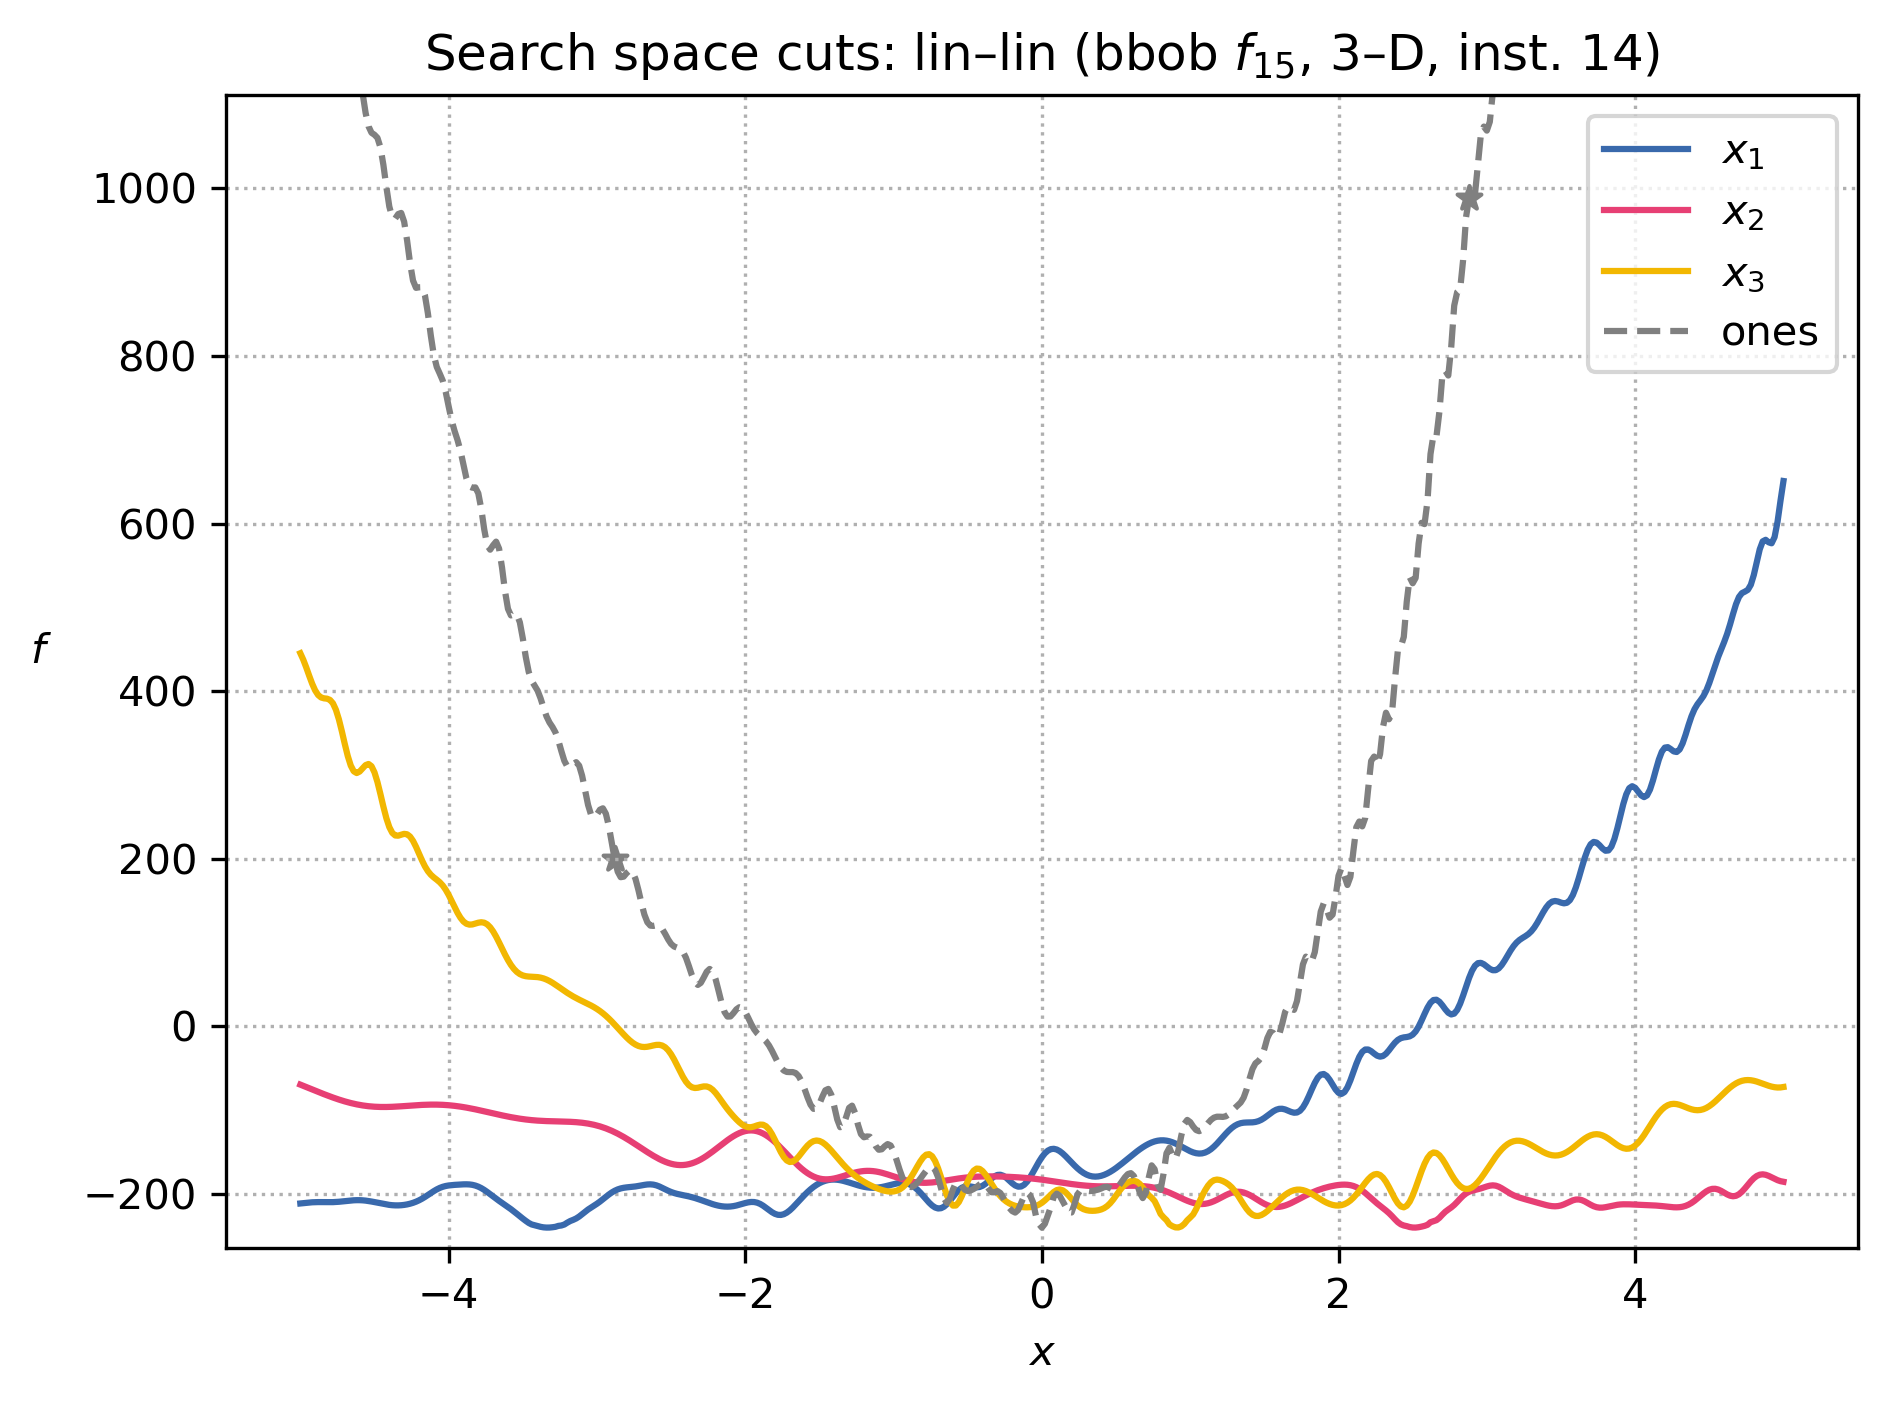 Search space cuts: lin–lin (bbob f₁₅, 3–D, inst. 14)
x₁
x₂
x₃
ones
1000
800
600
400
200
0
−200
f
−4
−2
0
2
4
x